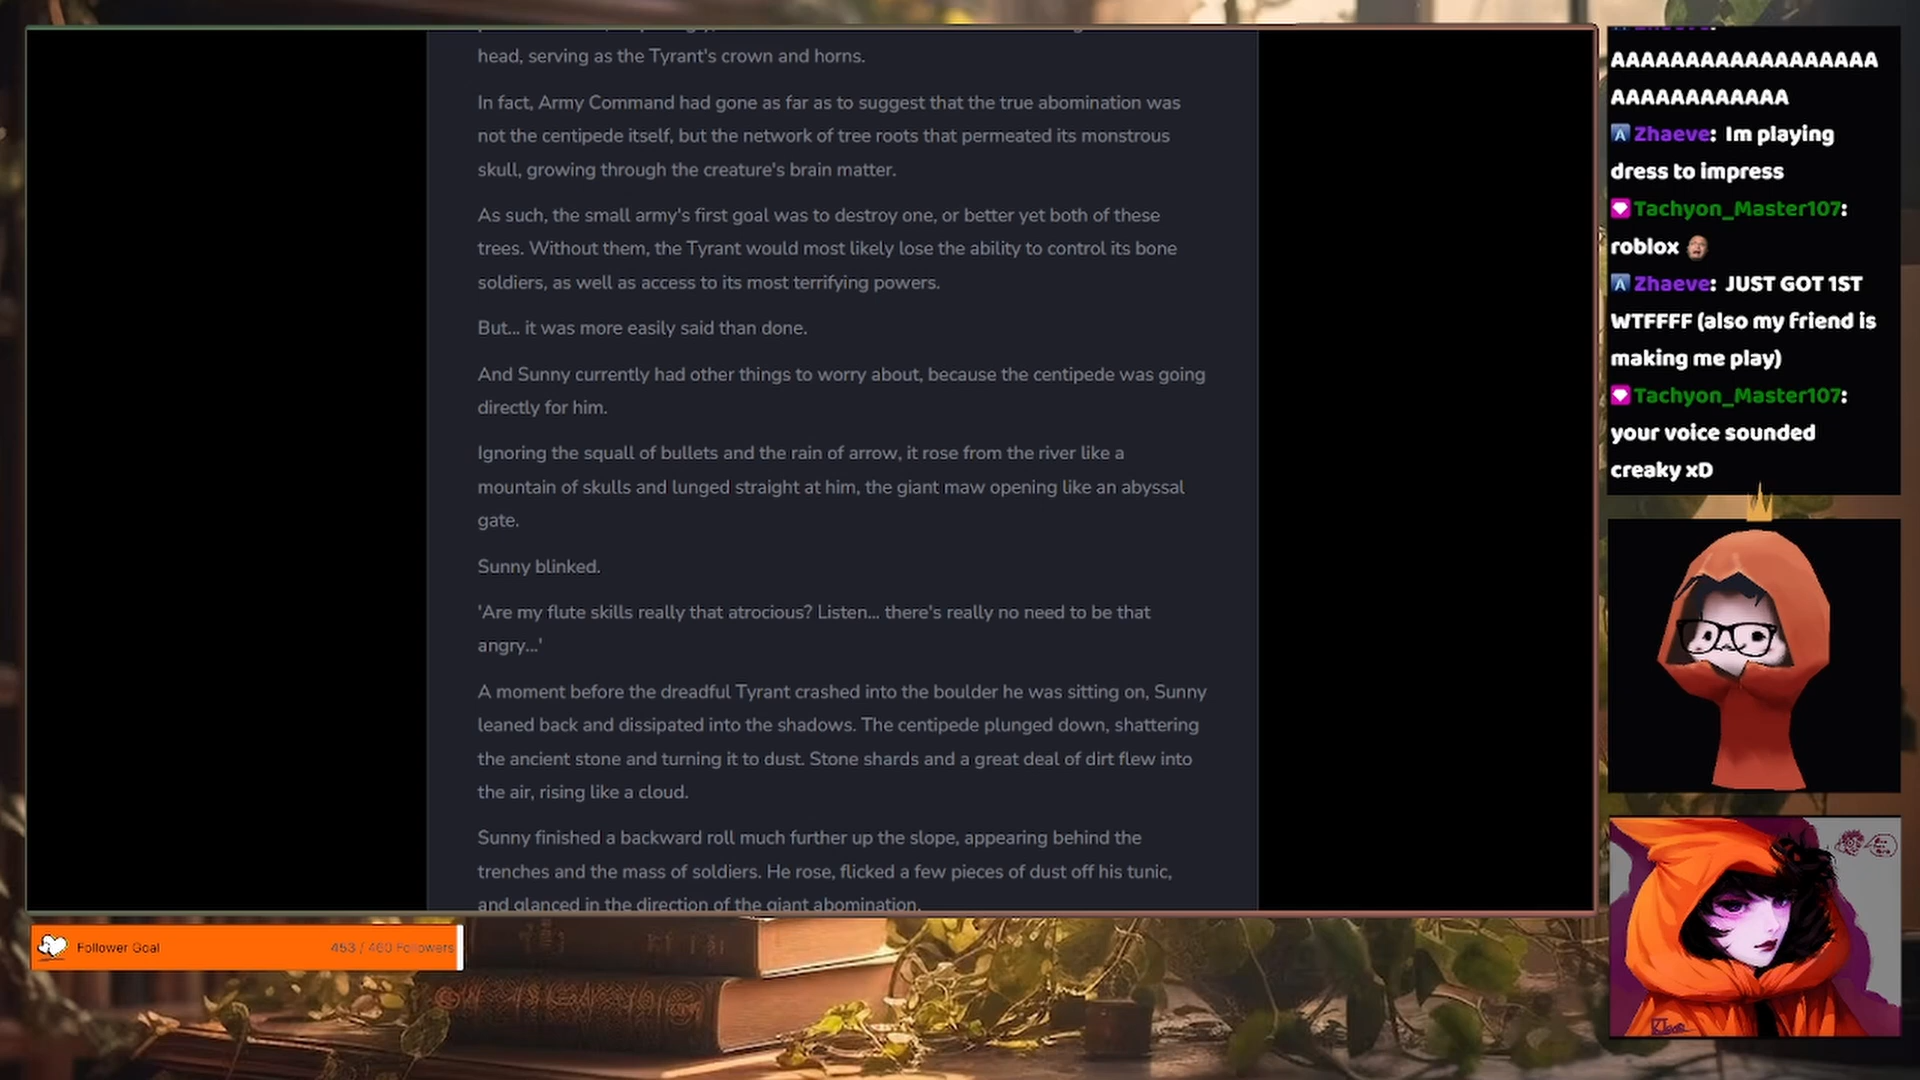 head, serving as the Tyrant's crown and horns.
In fact, Army Command had gone as far as to suggest that the true abomination was
not the centipede itself, but the network of tree roots that permeated its monstrous
skull, growing through the creature's brain matter.
As such, the small army's first goal was to destroy one, or better yet both of these
trees. Without them, the Tyrant would most likely lose the ability to control its bone
soldiers, as well as access to its most terrifying powers.
But... it was more easily said than done.
And Sunny currently had other things to worry about, because the centipede was going
directly for him.
Ignoring the squall of bullets and the rain of arrow, it rose from the river like a
mountain of skulls and lunged straight at him, the giant maw opening like an abyssal
gate.
Sunny blinked.
'Are my flute skills really that atrocious? Listen... there's really no need to be that
angry...'
A moment before the dreadful Tyrant crashed into the boulder he was sitting on, Sunny
leaned back and dissipated into the shadows. The centipede plunged down, shattering
the ancient stone and turning it to dust. Stone shards and a great deal of dirt flew into
the air, rising like a cloud.
Sunny finished a backward roll much further up the slope, appearing behind the
trenches and the mass of soldiers. He rose, flicked a few pieces of dust off his tunic,
and glanced in the direction of the giant abomination.
Follower Goal 453 / 460 Followers
Zhaeve:
AAAAAAAAAAAAAAAAAA
AAAAAAAAAAAA
Zhaeve: Im playing
dress to impress
Tachyon_Master107:
roblox
Zhaeve: JUST GOT 1ST
WTFFFF (also my friend is
making me play)
Tachyon_Master107:
your voice sounded
creaky xD